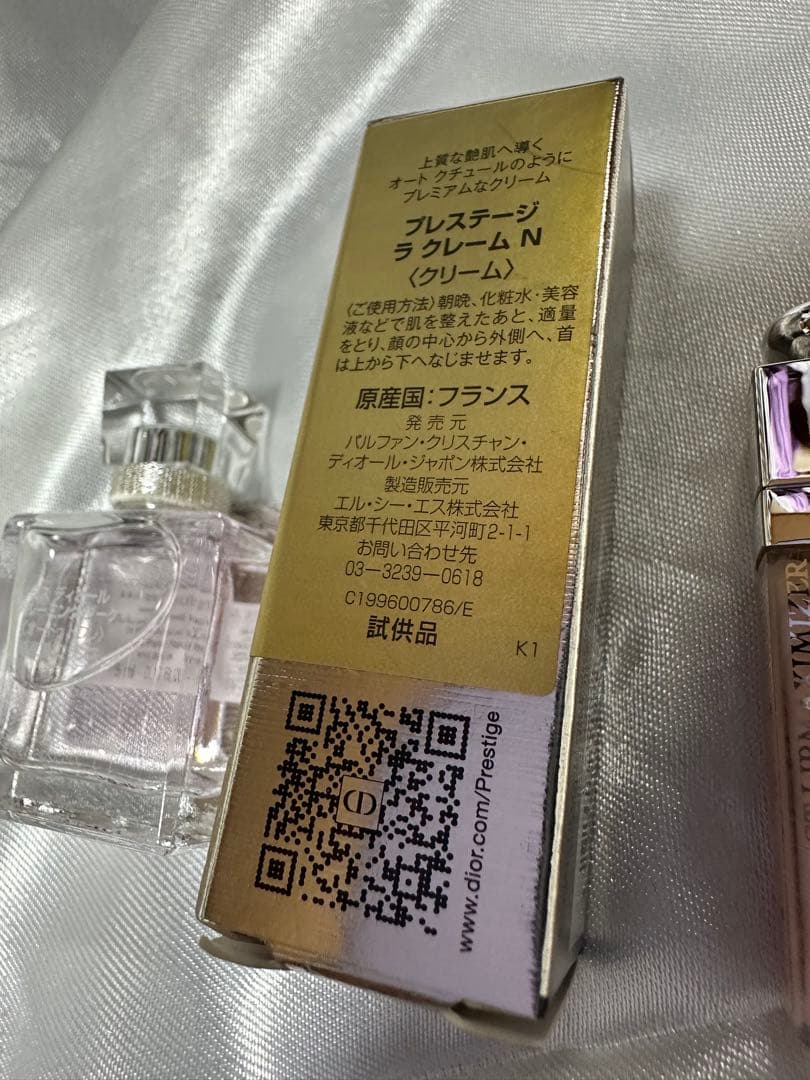 上質な艶肌へ導く
オート クチュールのように
プレミアムなクリーム
プレステージ
ラ クレーム N
〈クリーム〉
〈ご使用方法〉朝晩、化粧水・美容
液などで肌を整えたあと、適量
をとり、顔の中心から外側へ、首
は上から下へなじませます。
原産国：フランス
発売元
パルファン・クリスチャン・
ディオール・ジャポン株式会社
製造販売元
エル・シー・エス株式会社
東京都千代田区平河町2-1-1
お問い合わせ先
03-3239-0618
C199600786/E
試供品
K1
www.dior.com/Prestige